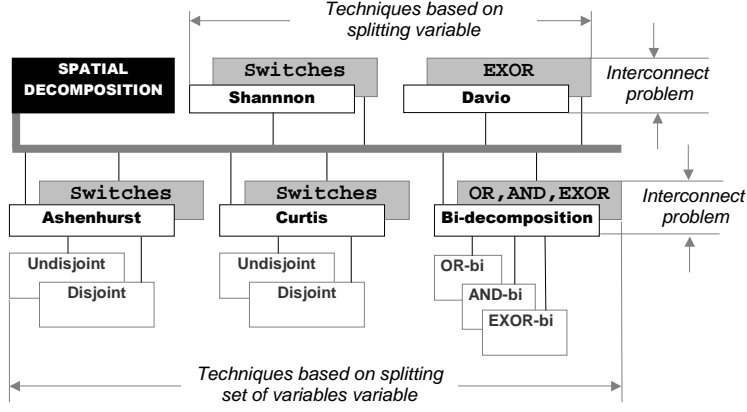 Techniques based on
splitting variable
SPATIAL
DECOMPOSITION
Switches
Shannnon
EXOR
Davio
Interconnect
problem
Switches
Ashenhurst
Switches
Curtis
OR,AND,EXOR
Bi-decomposition
Interconnect
problem
Undisjoint
Disjoint
Undisjoint
Disjoint
OR-bi
AND-bi
EXOR-bi
Techniques based on splitting
set of variables variable